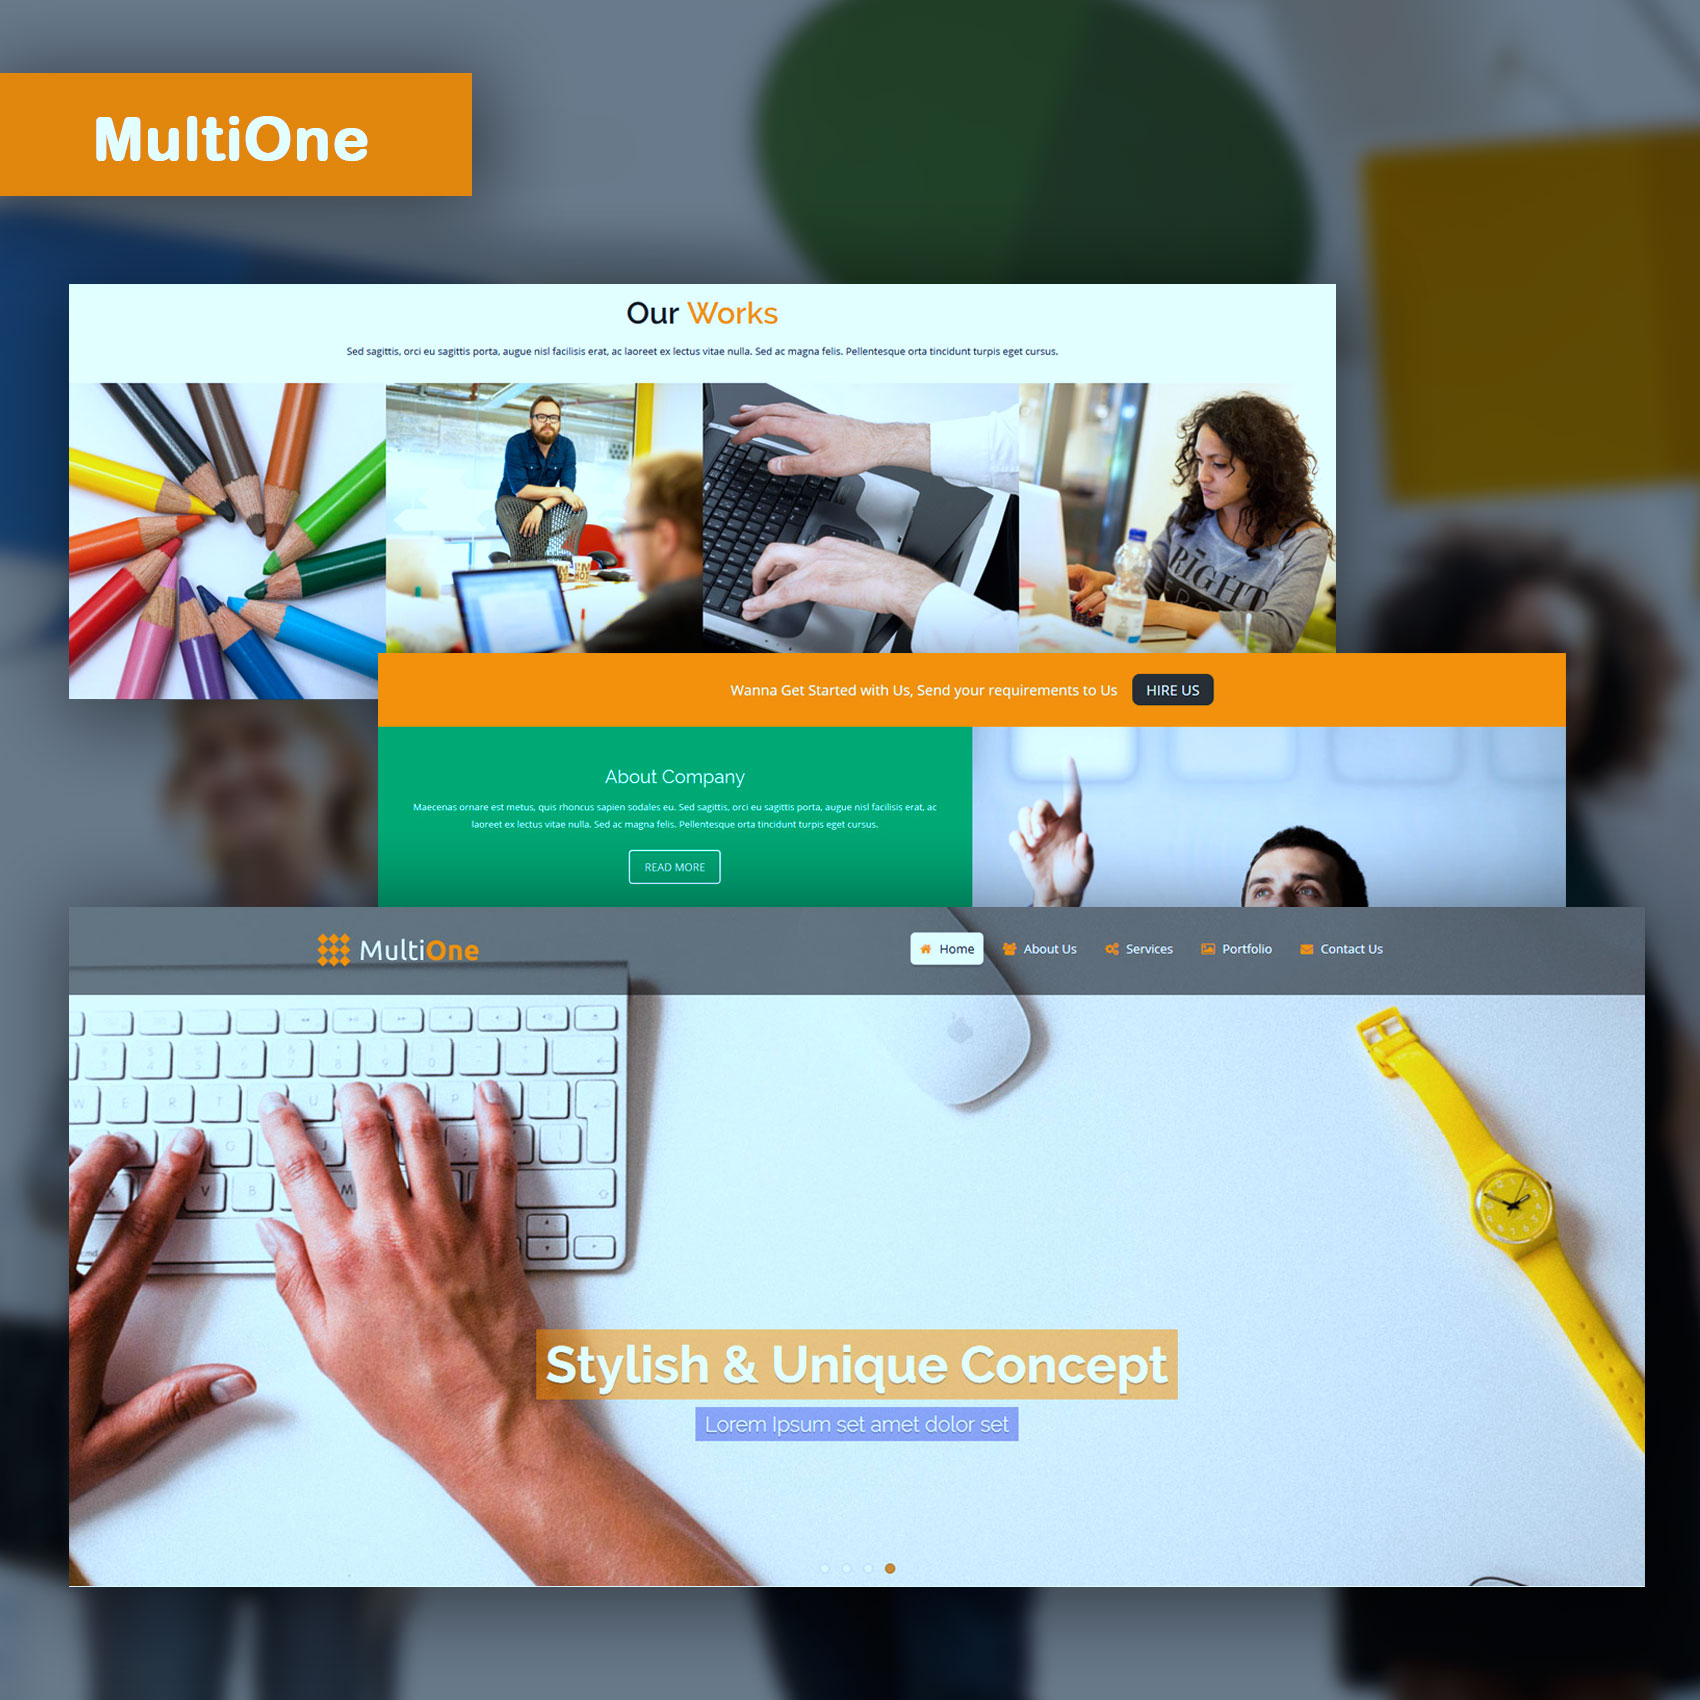 MultiOne
Our Works
Sed sagittis, orci eu sagittis porta, augue nisl facilisis erat, ac laoreet ex lectus vitae nulla. Sed ac magna felis. Pellentesque orta tincidunt turpis eget cursus.
RIGHT
Wanna Get Started with Us, Send your requirements to Us
HIRE US
About Company
Maecenas ornare est metus, quis rhoncus sapien sodales eu. Sed sagittis, orci eu sagittis porta, augue nisl facilisis erat, ac
laoreet ex lectus vitae nulla. Sed ac magna felis. Pellentesque orta tincidunt turpis eget cursus.
READ MORE
MultiOne
Home
About Us
Services
Portfolio
Contact Us
Stylish & Unique Concept
Lorem Ipsum set amet dolor set